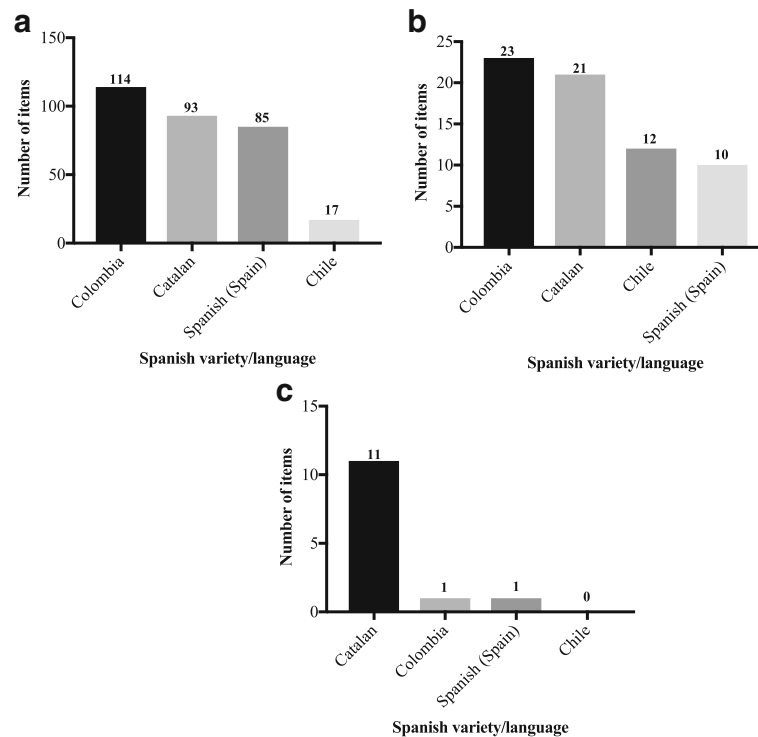 a
150
100
50
0
Number of items
114
93
85
17
Colombia
Catalan
Spanish (Spain)
Chile
Spanish variety/language
b
25
20
15
10
5
0
Number of items
23
21
12
10
Colombia
Catalan
Chile
Spanish (Spain)
Spanish variety/language
c
15
10
5
0
Number of items
11
1
1
0
Catalan
Colombia
Spanish (Spain)
Chile
Spanish variety/language